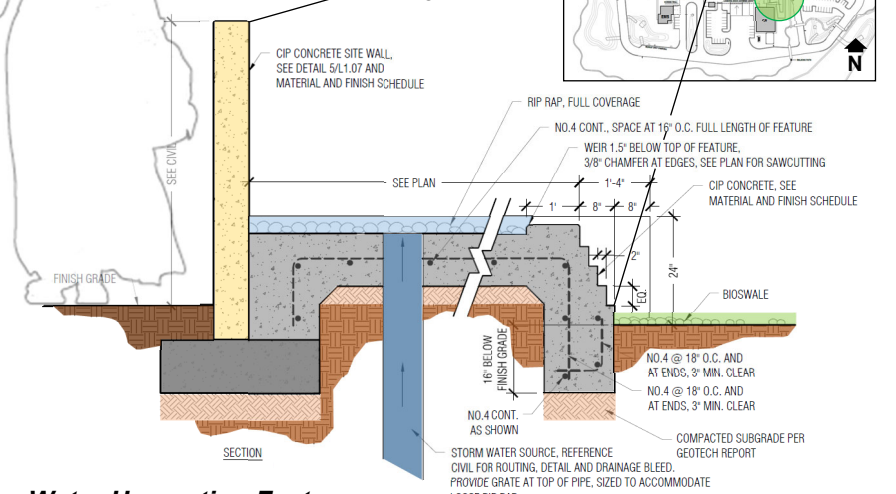 CIP CONCRETE SITE WALL,
SEE DETAIL 5/L1.07 AND
MATERIAL AND FINISH SCHEDULE
N
RIP RAP, FULL COVERAGE
NO.4 CONT., SPACE AT 16" O.C. FULL LENGTH OF FEATURE
WEIR 1.5" BELOW TOP OF FEATURE,
3/8" CHAMFER AT EDGES, SEE PLAN FOR SAWCUTTING
SEE CIVIL
SEE PLAN
1'-4"
CIP CONCRETE, SEE
MATERIAL AND FINISH SCHEDULE
1'
8"
8"
2"
24"
FINISH GRADE
EQ.
BIOSWALE
16" BELOW
FINISH GRADE
NO.4 @ 18" O.C. AND
AT ENDS, 3" MIN. CLEAR
NO.4 @ 18" O.C. AND
AT ENDS, 3" MIN. CLEAR
NO.4 CONT.
AS SHOWN
COMPACTED SUBGRADE PER
GEOTECH REPORT
SECTION
STORM WATER SOURCE, REFERENCE
CIVIL FOR ROUTING, DETAIL AND DRAINAGE BLEED.
PROVIDE GRATE AT TOP OF PIPE, SIZED TO ACCOMMODATE